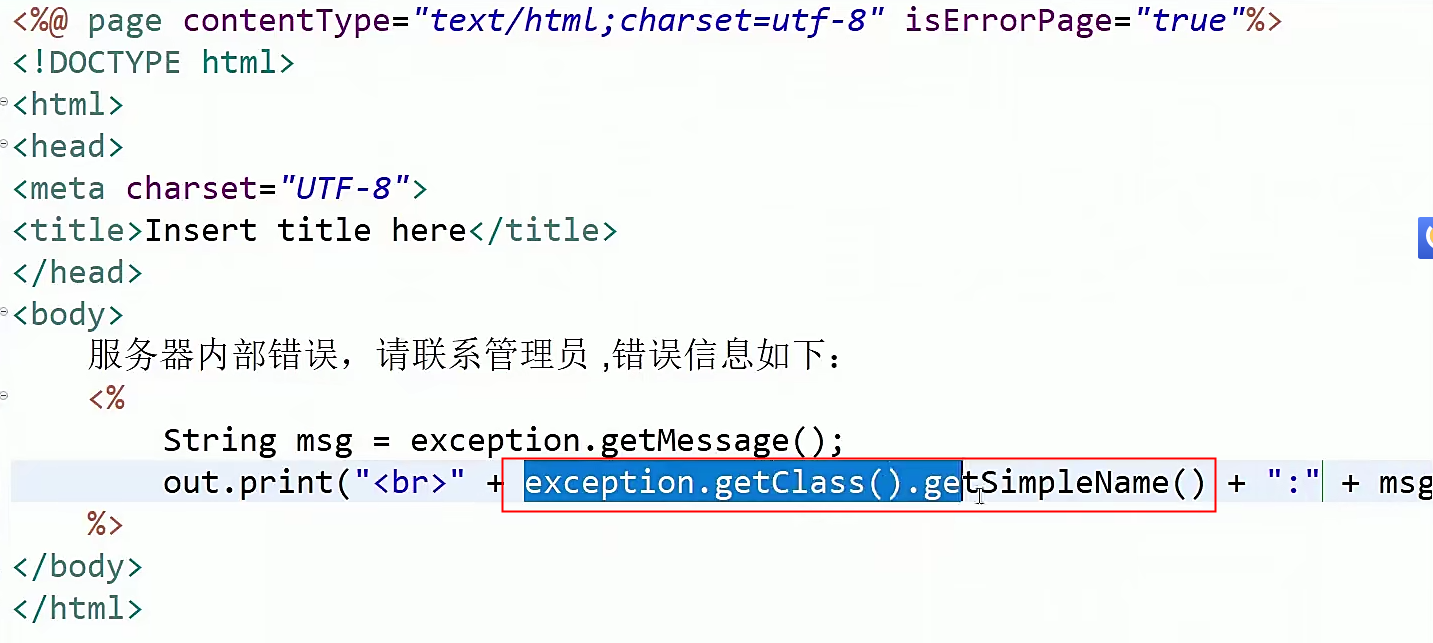 <%@ page contentType="text/html;charset=utf-8" isErrorPage="true"%>
<!DOCTYPE html>
<html>
<head>
<meta charset="UTF-8">
<title>Insert title here</title>
</head>
<body>
服务器内部错误，请联系管理员 ,错误信息如下：
<%
String msg = exception.getMessage();
out.print("<br>" + exception.getClass().getSimpleName() + ":" + msg
%>
</body>
</html>